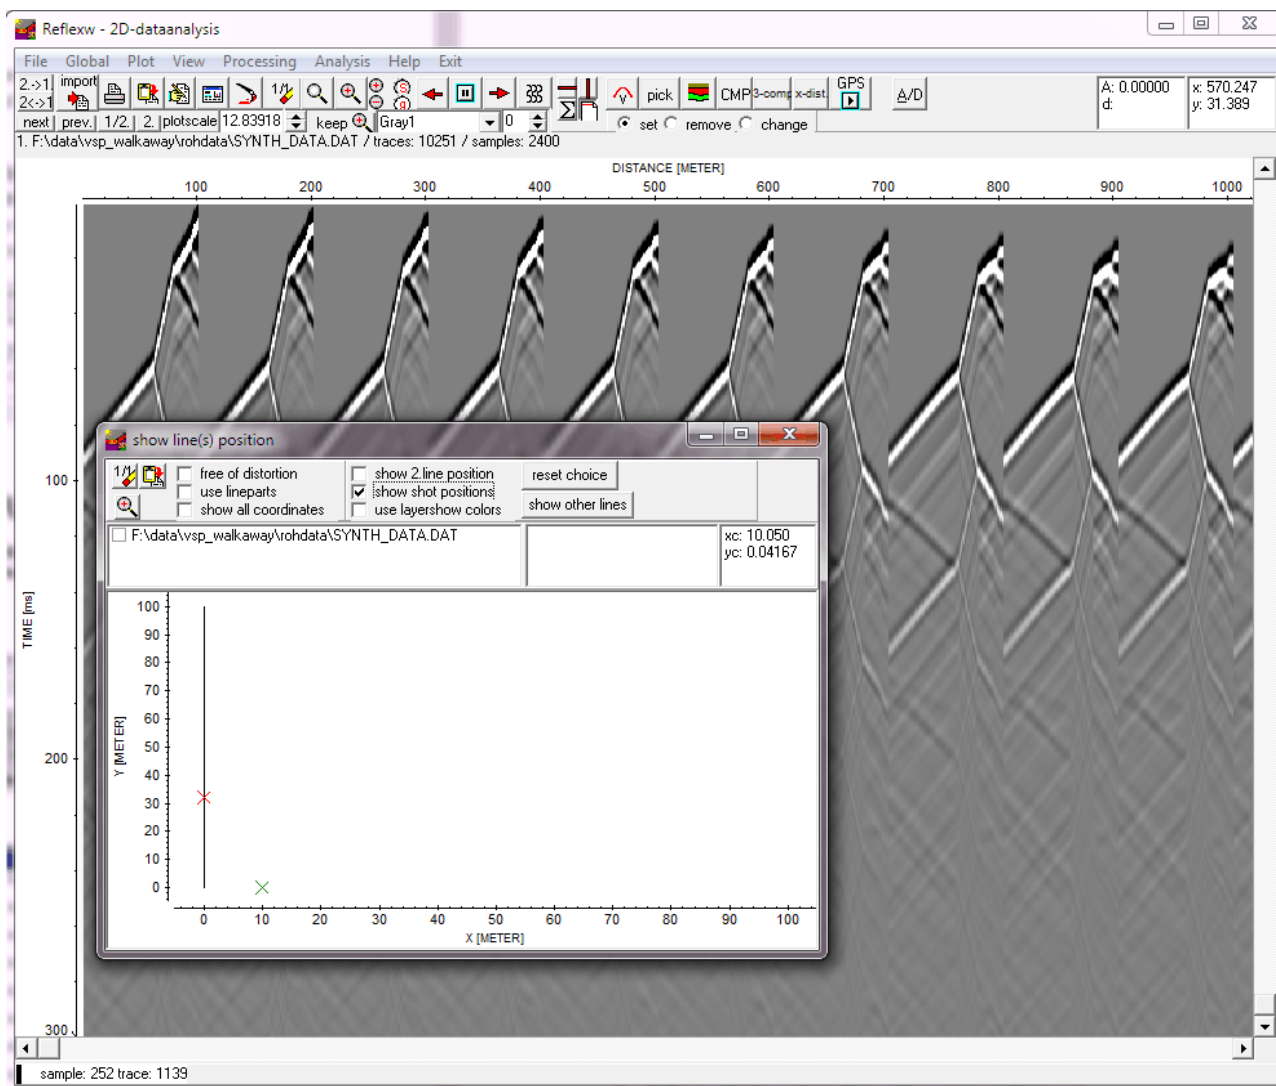 Reflexw - 2D-dataanalysis
File Global Plot View Processing Analysis Help Exit
2.->1 import 1/1 pick CMP 3-comp x-dist. GPS A/D
2<->1
A: 0.00000 x: 570.247
d: y: 31.389
next prev. 1/2. 2. plotscale 12.83918 keep Gray1 0 set remove change
1. F:\data\vsp_walkaway\rohdata\SYNTH_DATA.DAT / traces: 10251 / samples: 2400
DISTANCE [METER]
100 200 300 400 500 600 700 800 900 1000
TIME [ms]
100
200
300
show line(s) position
1/1 free of distortion show 2.line position reset choice
use lineparts show shot positions
show all coordinates use layershow colors show other lines
F:\data\vsp_walkaway\rohdata\SYNTH_DATA.DAT xc: 10.050
yc: 0.04167
Y [METER]
100
90
80
70
60
50
40
30
20
10
0
0 10 20 30 40 50 60 70 80 90 100
X [METER]
sample: 252 trace: 1139